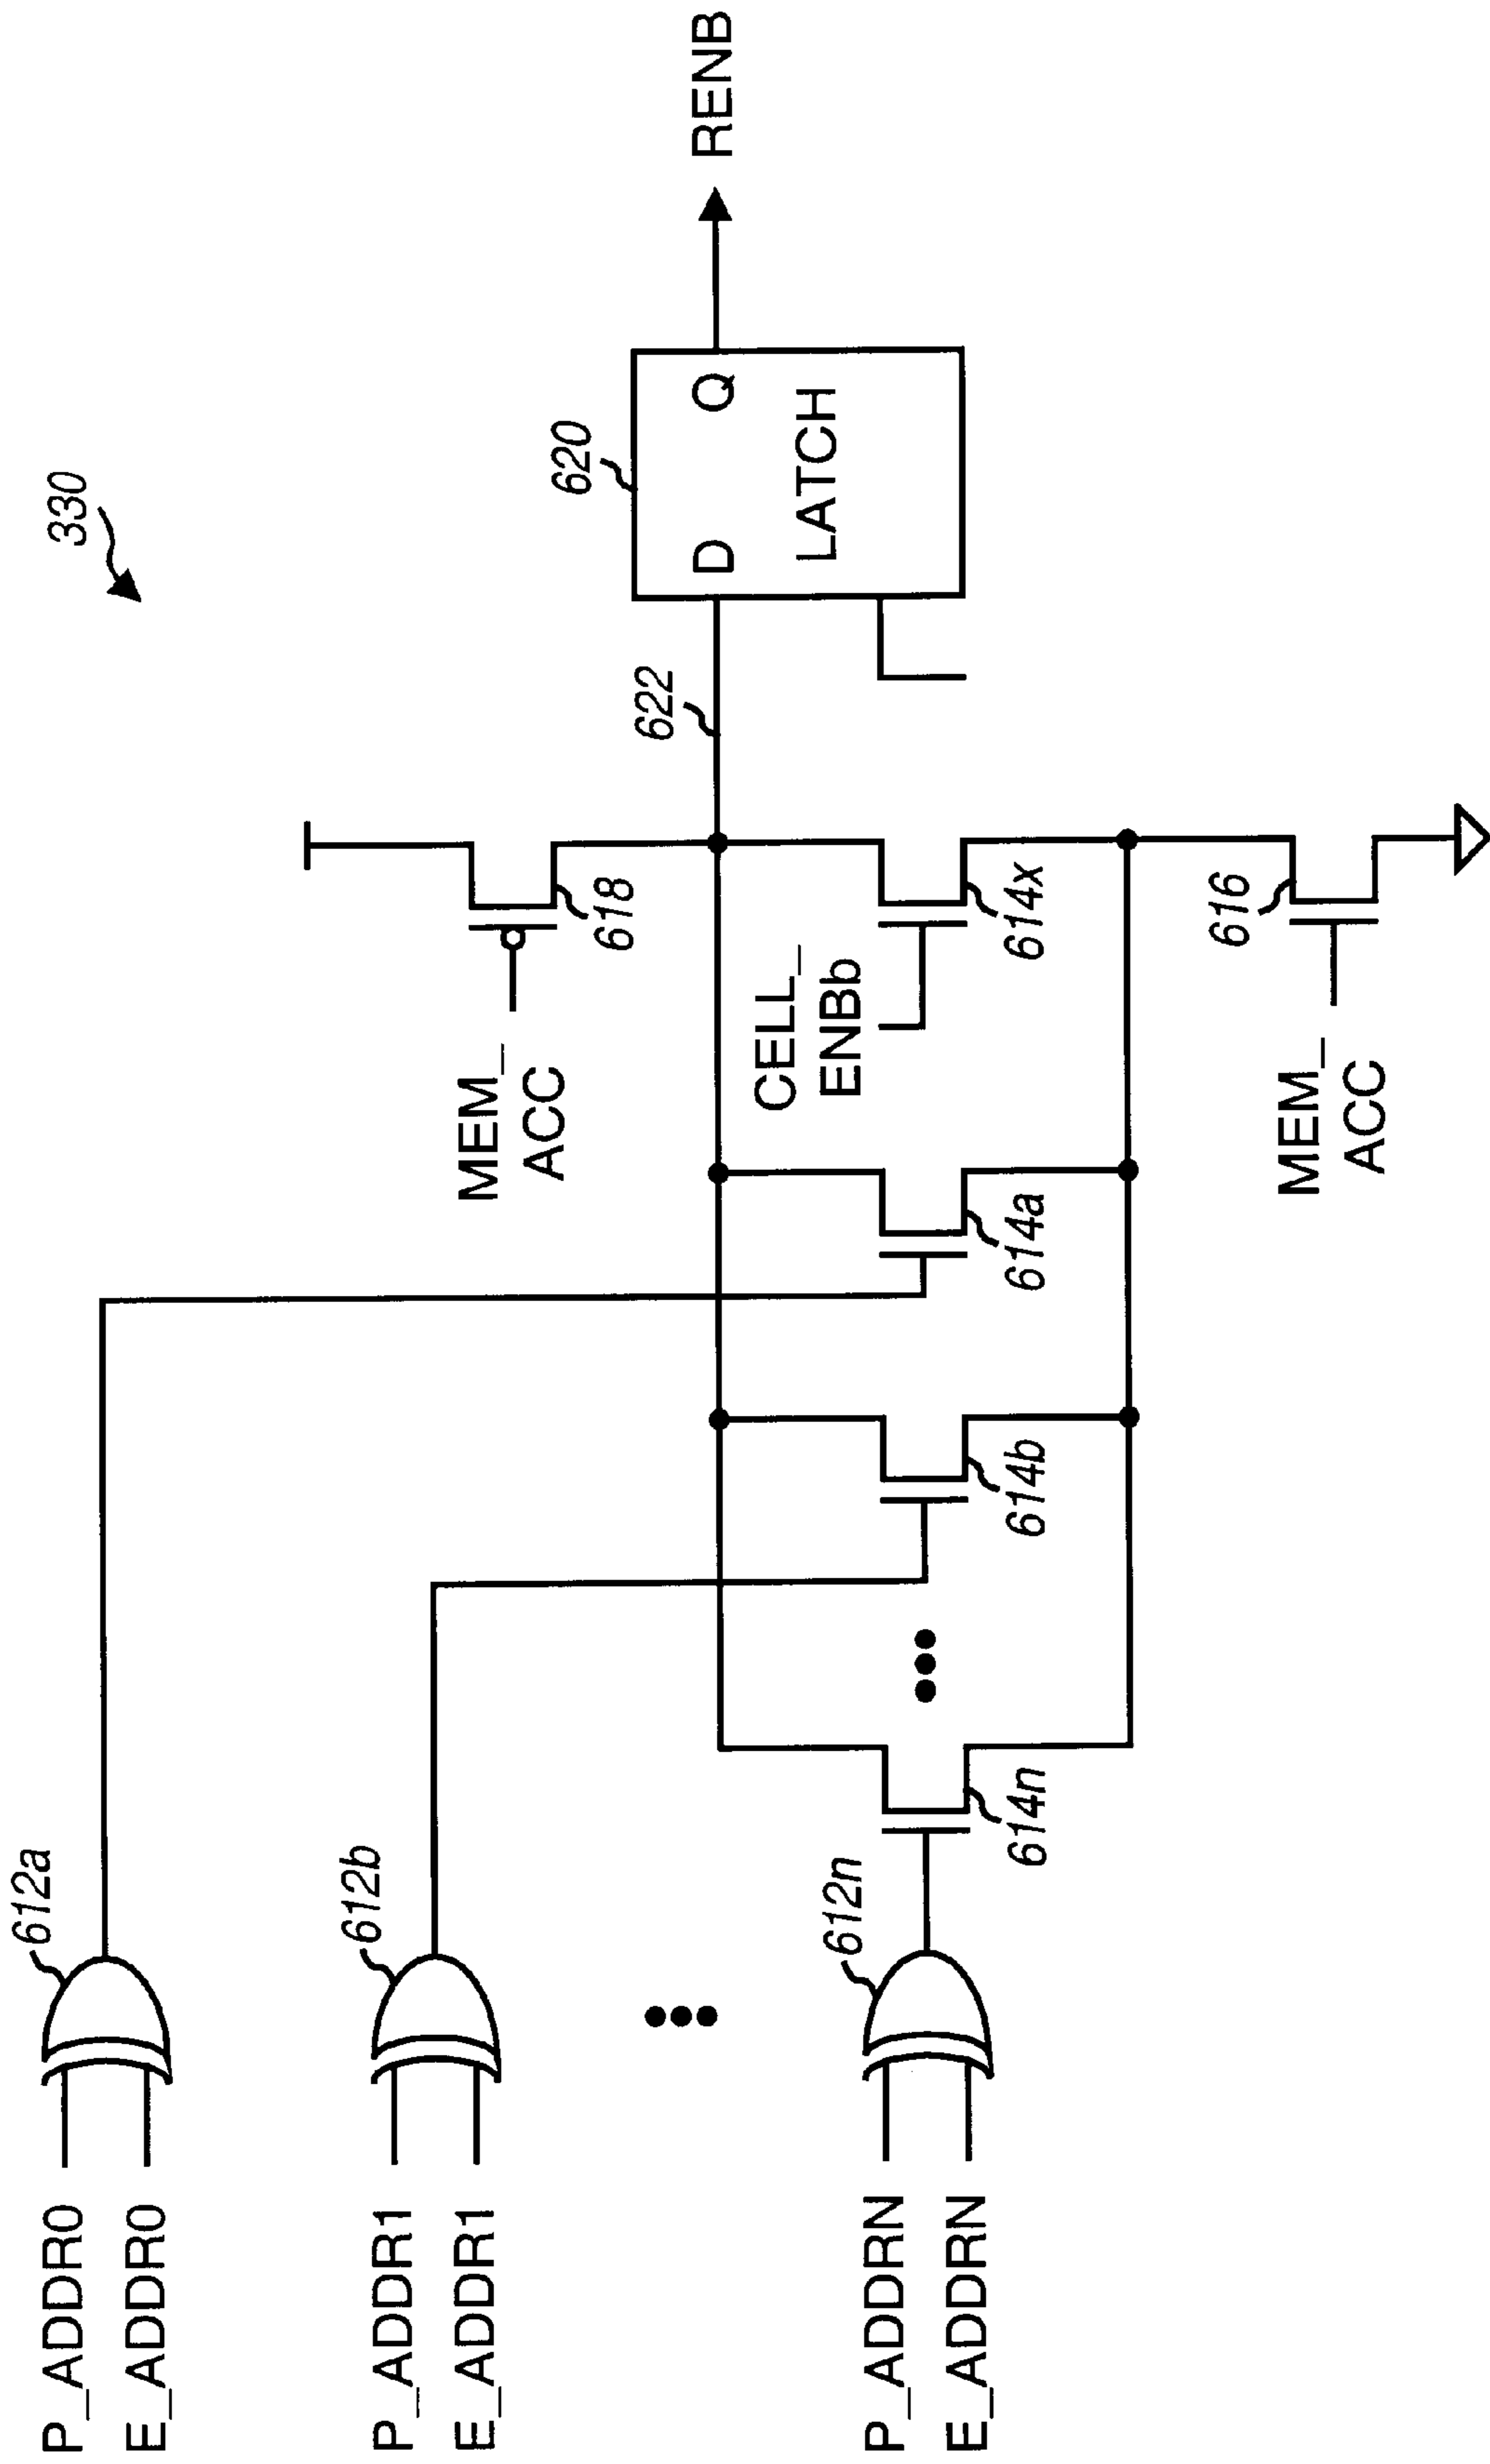 330
612a
P_ADDR0
E_ADDR0
612b
P_ADDR1
E_ADDR1
612n
P_ADDRN
E_ADDRN
MEM_
ACC
618
622
620
D
Q
LATCH
RENB
CELL_
ENBb
614n
614b
614a
614x
MEM_
ACC
616